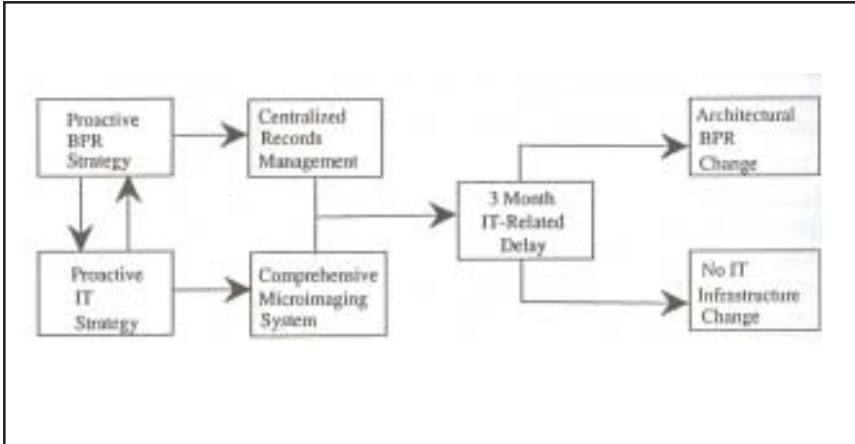 Proactive
BPR
Strategy
Centralized
Records
Management
Proactive
IT
Strategy
Comprehensive
Microimaging
System
3 Month
IT-Related
Delay
Architectural
BPR
Change
No IT
Infrastructure
Change